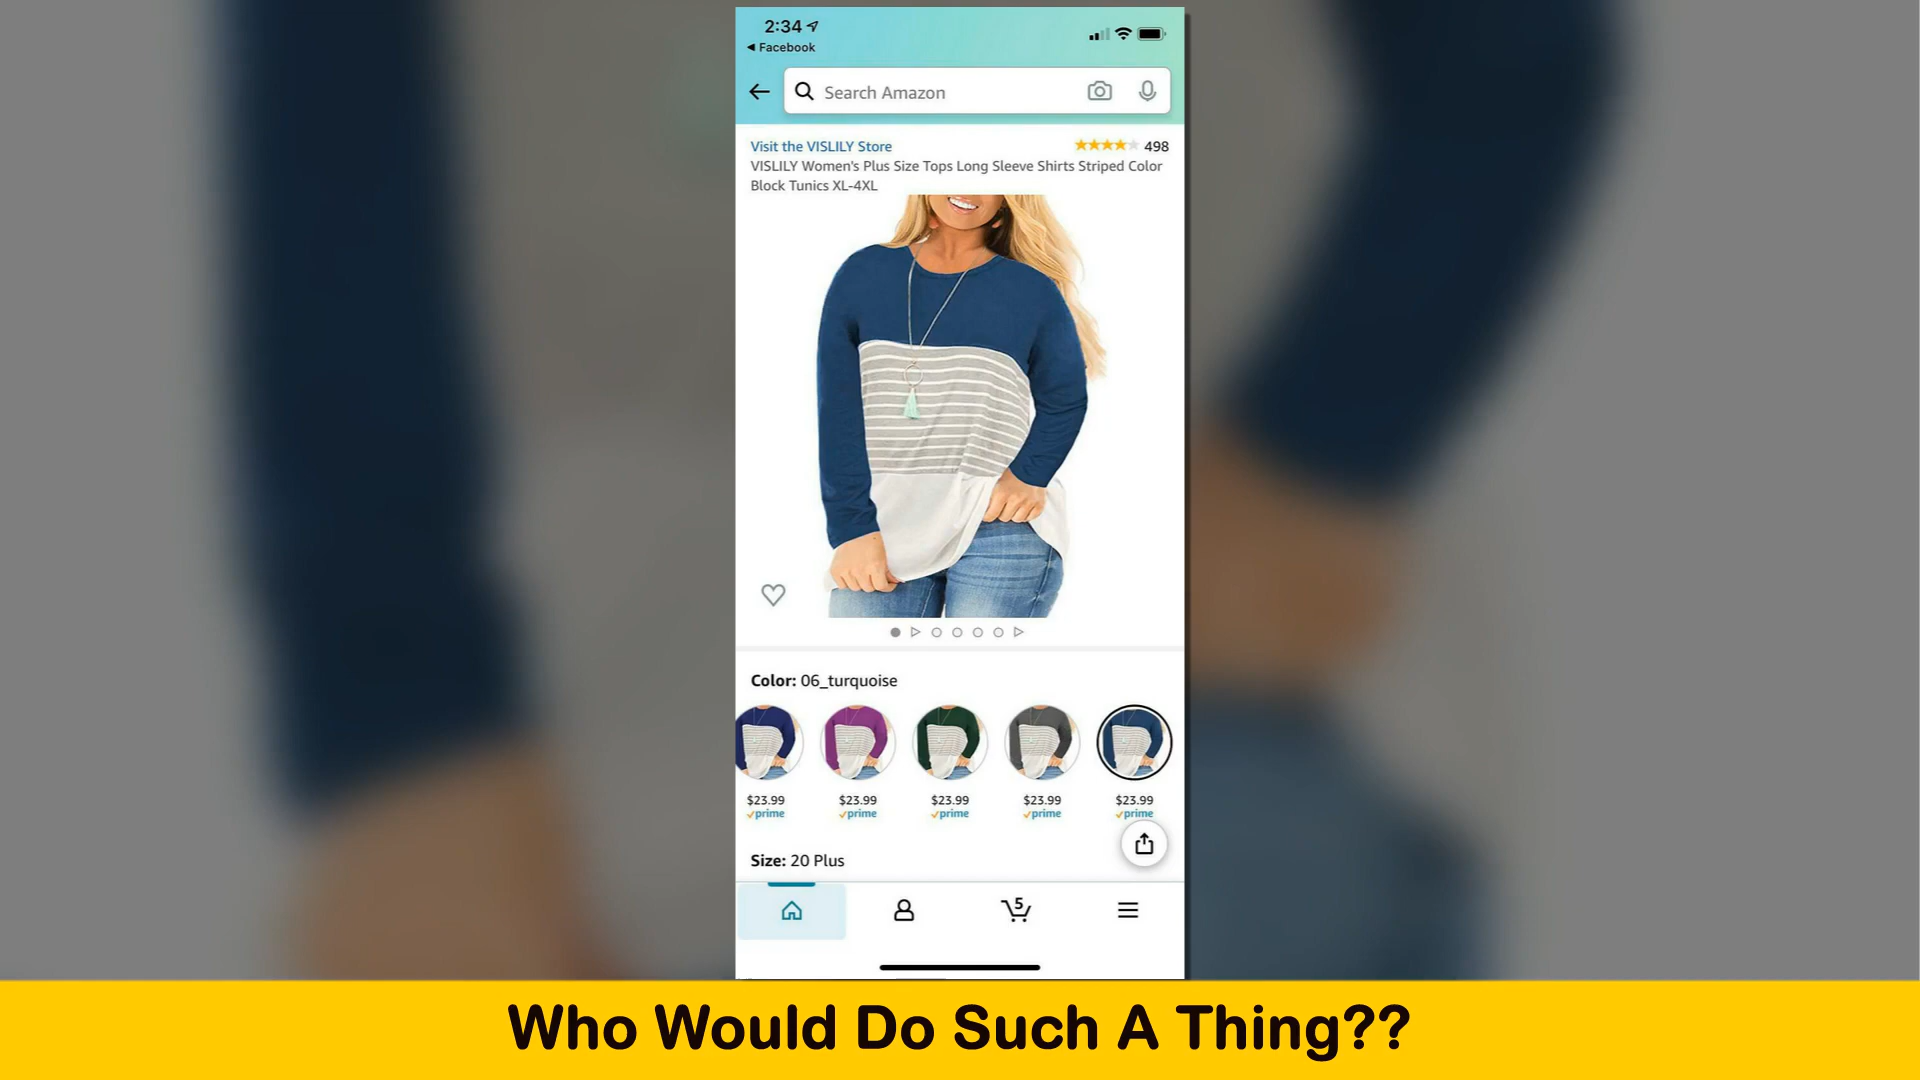 2:34
Facebook
Search Amazon
Visit the VISLILY Store
498
VISLILY Women's Plus Size Tops Long Sleeve Shirts Striped Color
Block Tunics XL-4XL
Color: 06_turquoise
$23.99 $23.99 $23.99 $23.99 $23.99
prime prime prime prime prime
Size: 20 Plus
5
Who Would Do Such A Thing??